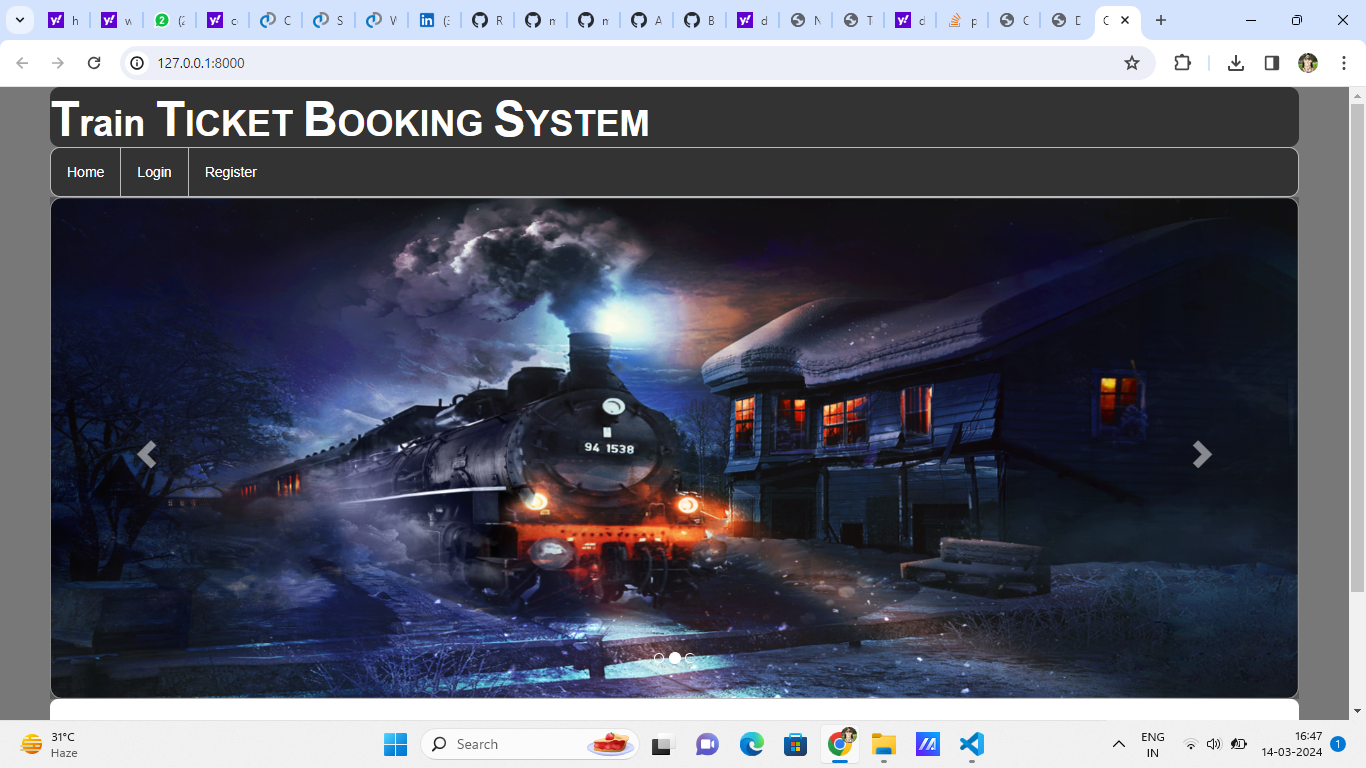 127.0.0.1:8000
Train TICKET BOOKING SYSTEM
Home Login Register
94 1538
31°C
Haze
Search
ENG
IN
16:47
14-03-2024
1